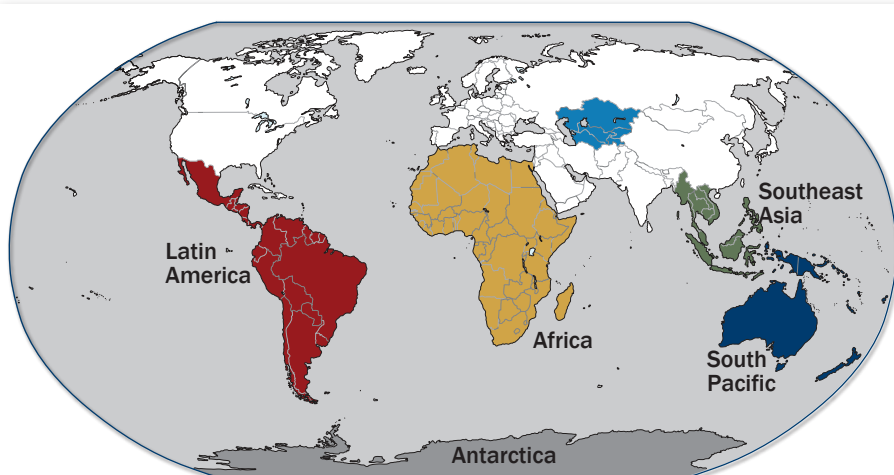 Southeast
Asia
Latin
America
Africa
South
Pacific
Antarctica